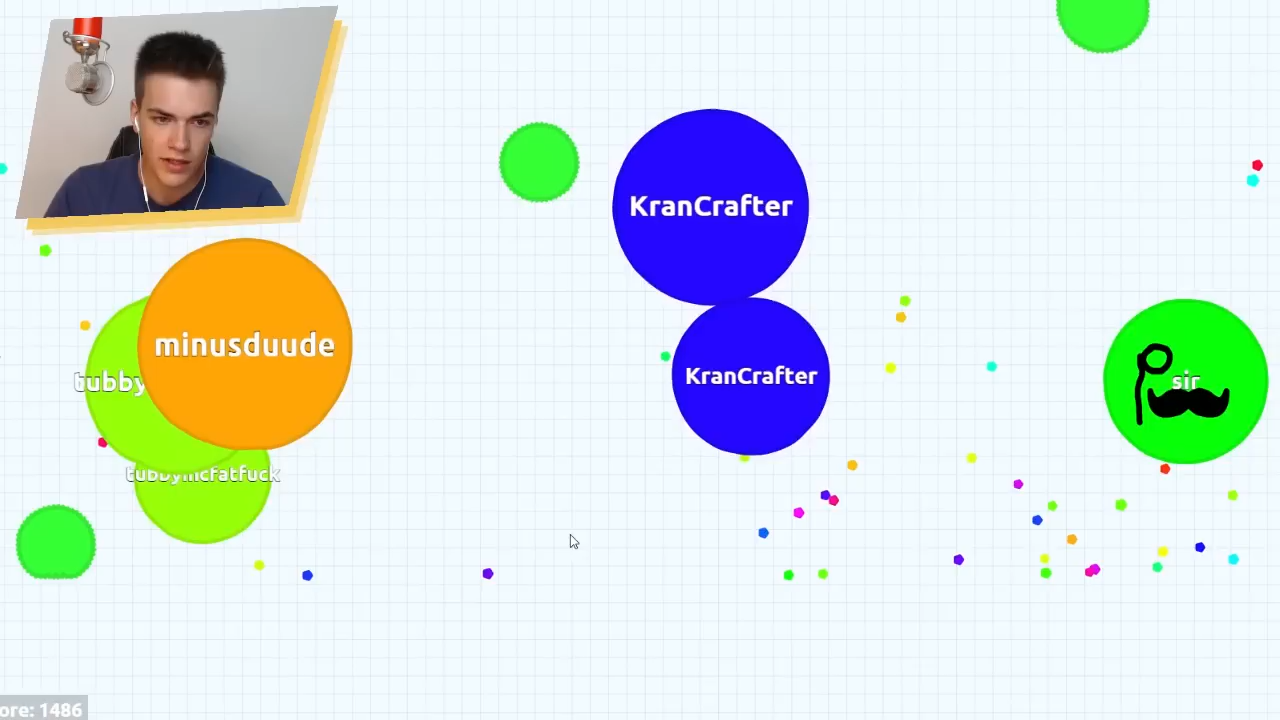 KranCrafter
minusduude
KranCrafter
sir
tubby
tubbymcfatfuck
ore: 1486